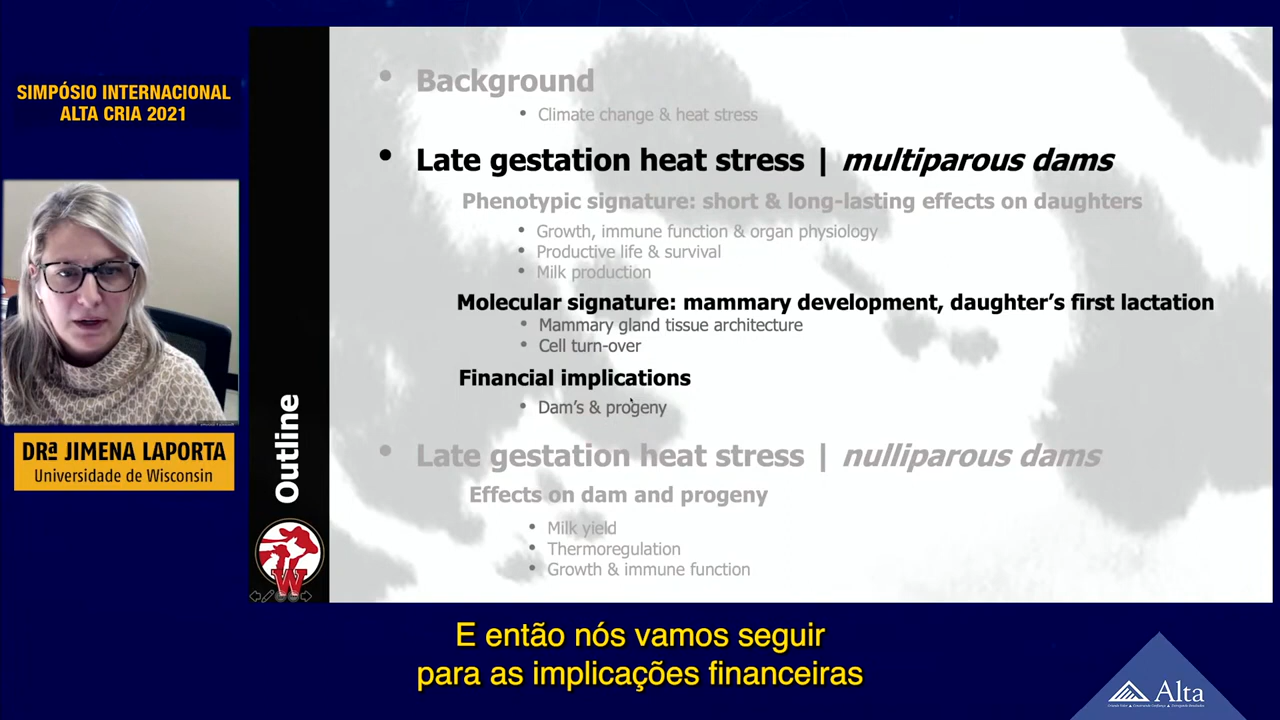 SIMPÓSIO INTERNACIONAL
ALTA CRIA 2021
DRª JIMENA LAPORTA
Universidade de Wisconsin
Outline
W
• Background
• Climate change & heat stress
• Late gestation heat stress | multiparous dams
Phenotypic signature: short & long-lasting effects on daughters
• Growth, immune function & organ physiology
• Productive life & survival
• Milk production
Molecular signature: mammary development, daughter's first lactation
• Mammary gland tissue architecture
• Cell turn-over
Financial implications
• Dam's & progeny
• Late gestation heat stress | nulliparous dams
Effects on dam and progeny
• Milk yield
• Thermoregulation
• Growth & immune function
E então nós vamos seguir
para as implicações financeiras
Alta